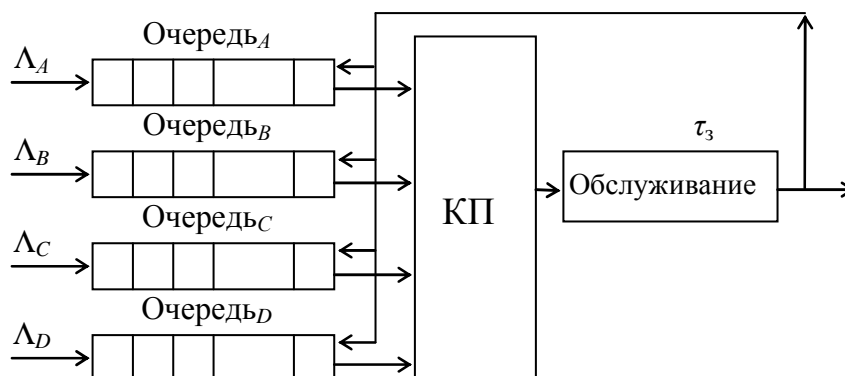 Очередь_A
Λ_A
Очередь_B
Λ_B
τ_з
Обслуживание
Очередь_C
КП
Λ_C
Очередь_D
Λ_D